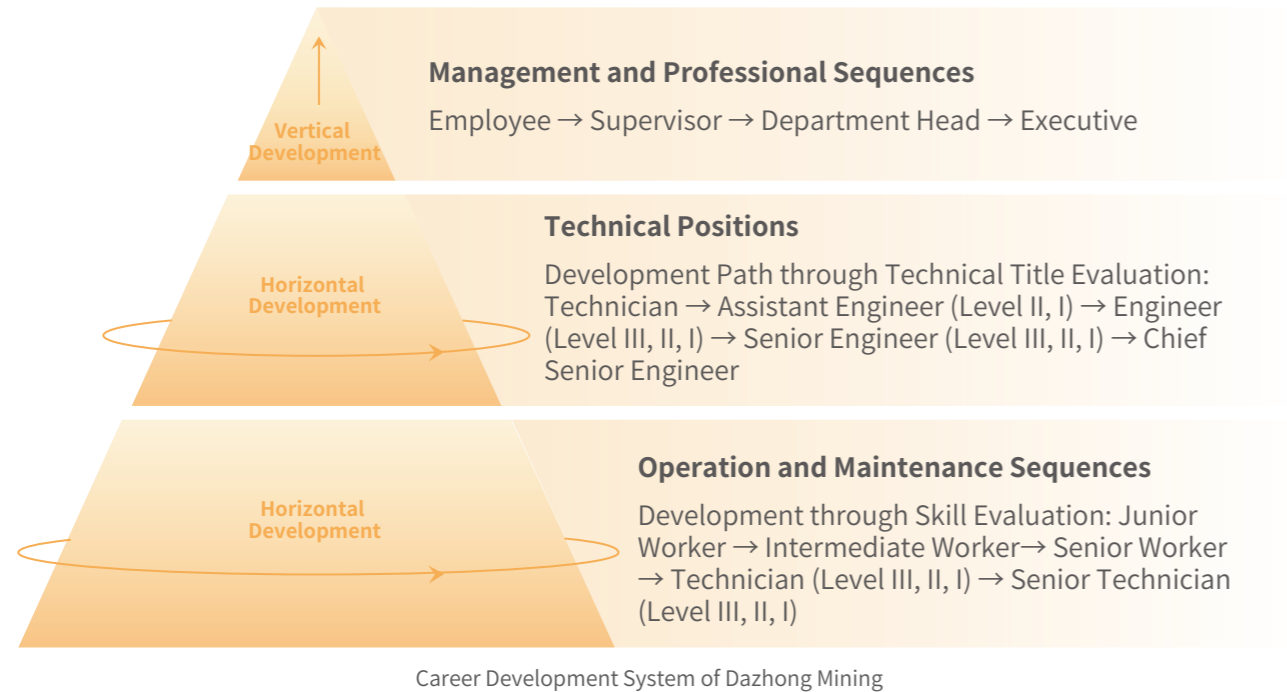 Vertical
Development
Management and Professional Sequences
Employee → Supervisor → Department Head → Executive
Horizontal
Development
Technical Positions
Development Path through Technical Title Evaluation:
Technician → Assistant Engineer (Level II, I) → Engineer
(Level III, II, I) → Senior Engineer (Level III, II, I) → Chief
Senior Engineer
Horizontal
Development
Operation and Maintenance Sequences
Development through Skill Evaluation: Junior
Worker → Intermediate Worker→ Senior Worker
→ Technician (Level III, II, I) → Senior Technician
(Level III, II, I)
Career Development System of Dazhong Mining